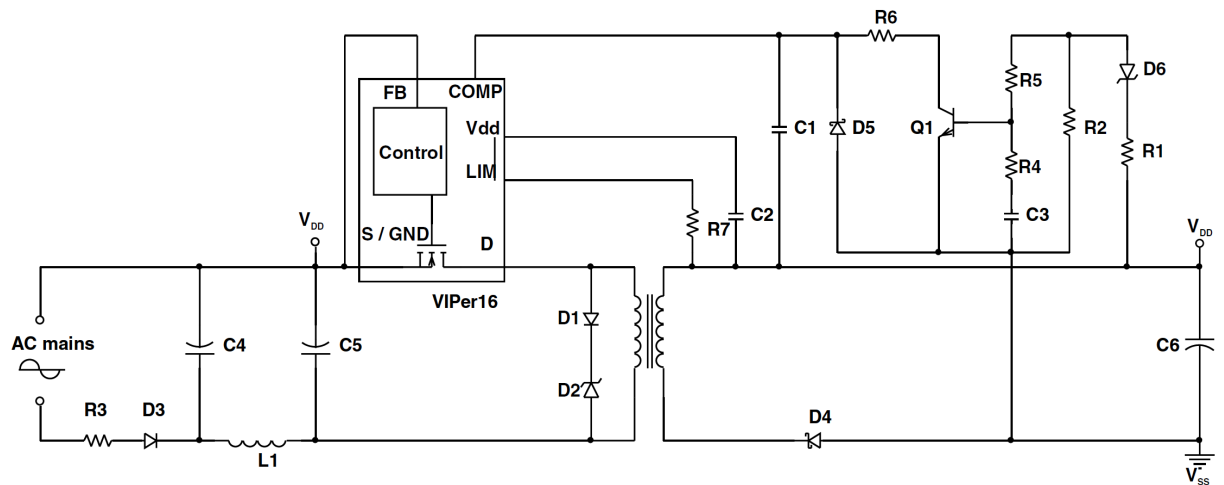 R6
FB
COMP
R5
D6
Vdd
C1
D5
Q1
R2
Control
R1
LIM
R4
C2
C3
V_DD
S / GND
D
R7
V_DD
VIPer16
D1
AC mains
C4
C5
C6
D2
R3
D3
D4
L1
V_SS